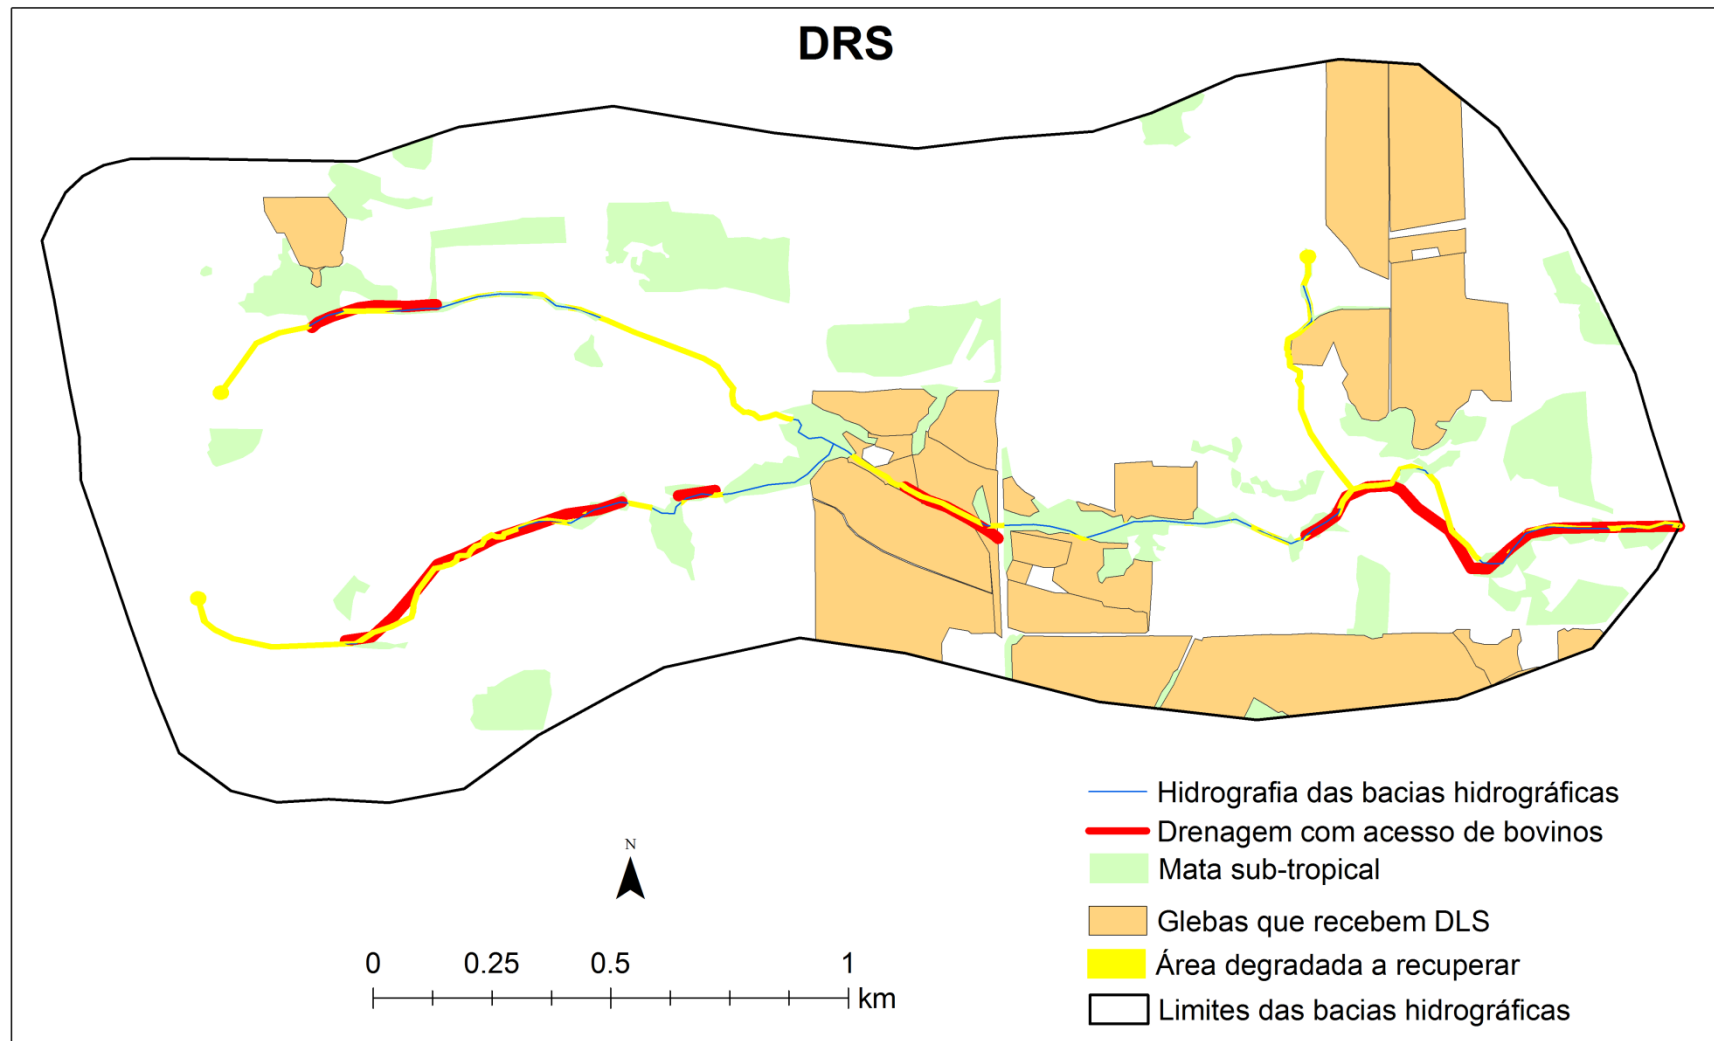 DRS
Hidrografia das bacias hidrográficas
Drenagem com acesso de bovinos
Mata sub-tropical
N
Glebas que recebem DLS
0 0.25 0.5 1
Área degradada a recuperar
km
Limites das bacias hidrográficas